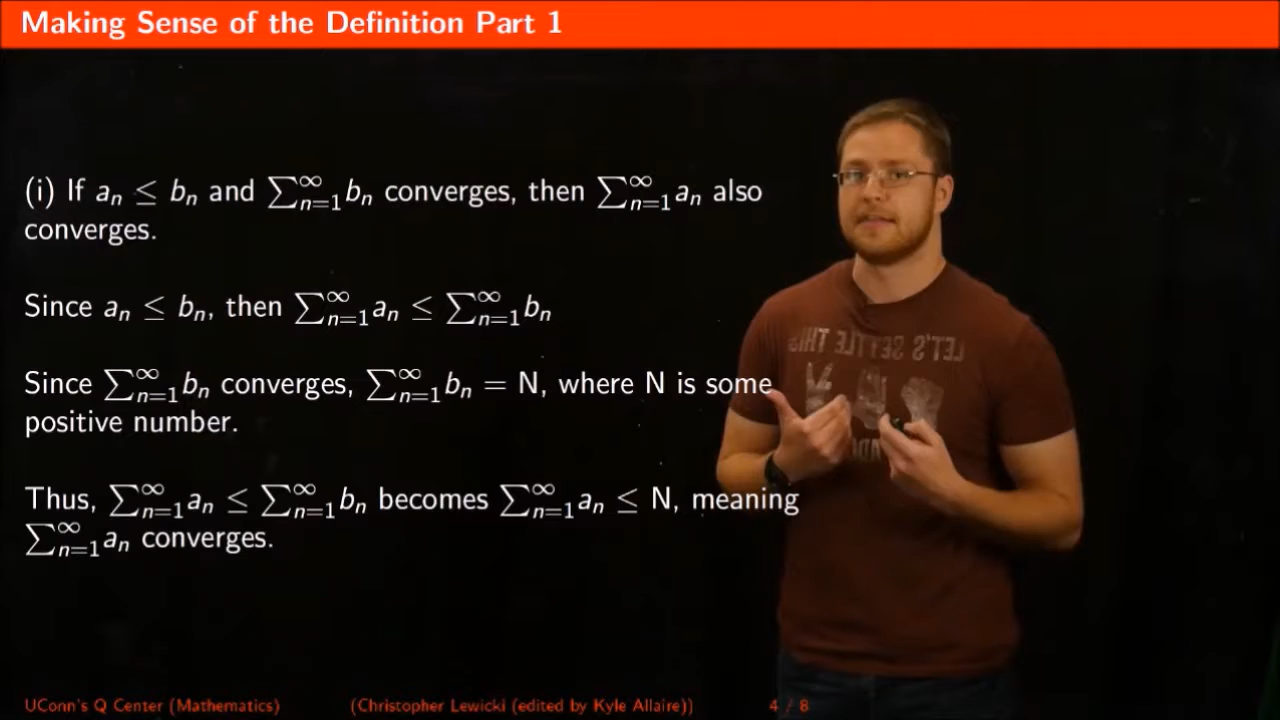 Making Sense of the Definition Part 1
(i) If aₙ ≤ bₙ and ∑ₙ₌₁^∞ bₙ converges, then ∑ₙ₌₁^∞ aₙ also
converges.
Since aₙ ≤ bₙ, then ∑ₙ₌₁^∞ aₙ ≤ ∑ₙ₌₁^∞ bₙ
Since ∑ₙ₌₁^∞ bₙ converges, ∑ₙ₌₁^∞ bₙ = N, where N is some
positive number.
Thus, ∑ₙ₌₁^∞ aₙ ≤ ∑ₙ₌₁^∞ bₙ becomes ∑ₙ₌₁^∞ aₙ ≤ N, meaning
∑ₙ₌₁^∞ aₙ converges.
LET'S SETTLE THIS
UConn's Q Center (Mathematics) (Christopher Lewicki (edited by Kyle Allaire)) 4 / 8